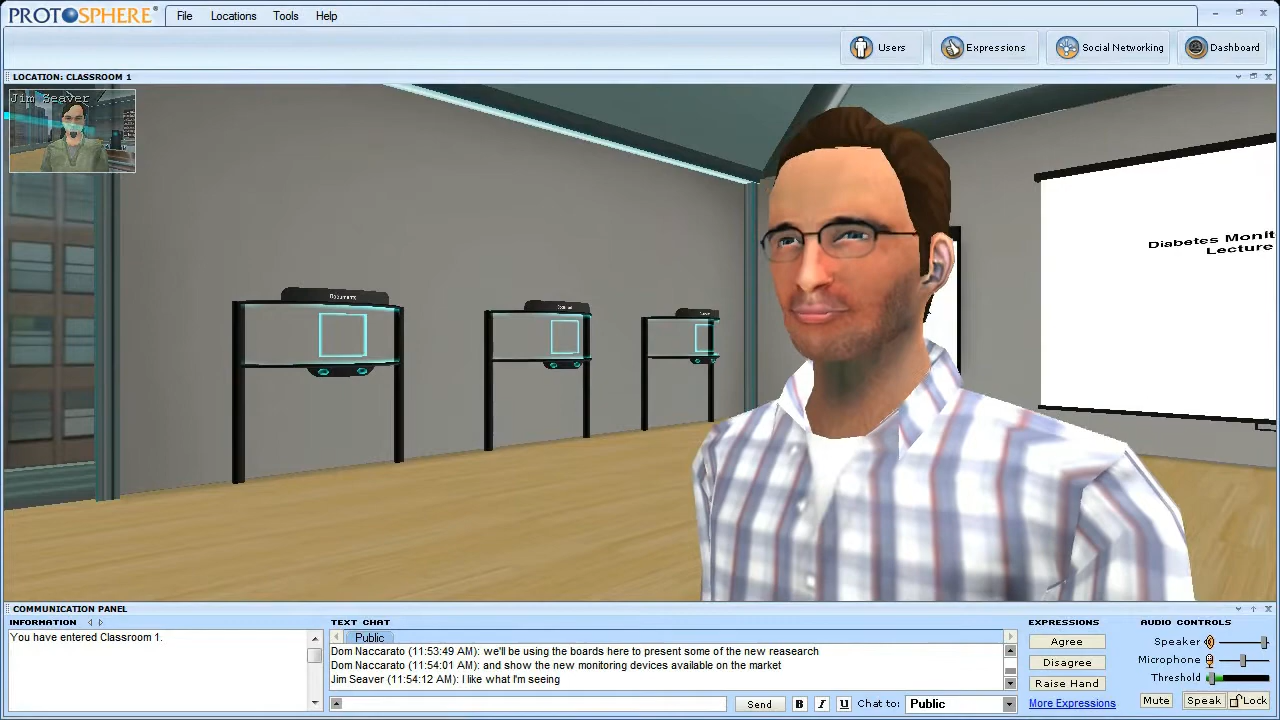 PROTOSPHERE®
File Locations Tools Help
Users Expressions Social Networking Dashboard
LOCATION: CLASSROOM 1
Jim Seaver
Documents
Diabetes Monit
Lecture
COMMUNICATION PANEL
INFORMATION
You have entered Classroom 1.
TEXT CHAT
Public
Dom Naccarato (11:53:49 AM): we'll be using the boards here to present some of the new reasearch
Dom Naccarato (11:54:01 AM): and show the new monitoring devices available on the market
Jim Seaver (11:54:12 AM): I like what I'm seeing
Send B I U Chat to: Public
EXPRESSIONS
Agree
Disagree
Raise Hand
More Expressions
AUDIO CONTROLS
Speaker
Microphone
Threshold
Mute Speak Lock